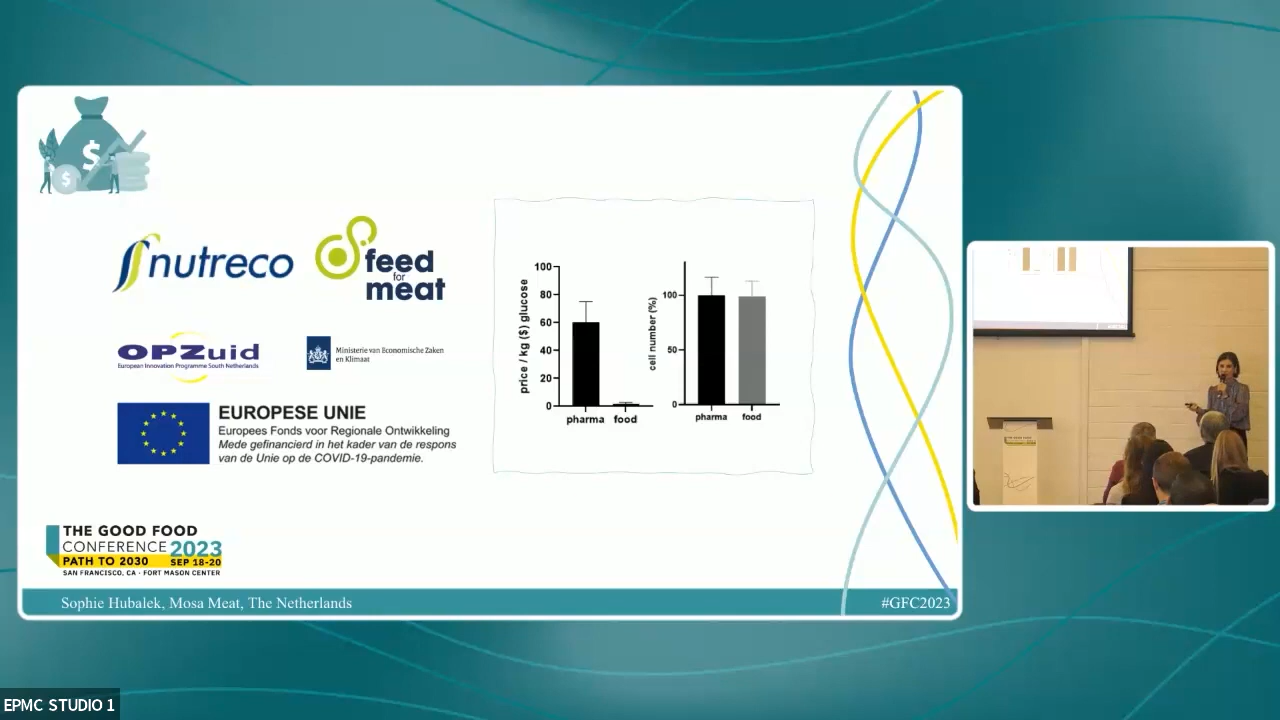 $
$
nutreco
feed
for
meat
OPZuid
European Innovation Programme South Netherlands
Ministerie van Economische Zaken
en Klimaat
EUROPESE UNIE
Europees Fonds voor Regionale Ontwikkeling
Mede gefinancierd in het kader van de respons
van de Unie op de COVID-19-pandemie.
price / kg ($) glucose
100
80
60
40
20
0
pharma food
cell number (%)
100
50
0
pharma food
THE GOOD FOOD
CONFERENCE 2023
PATH TO 2030 SEP 18-20
SAN FRANCISCO, CA · FORT MASON CENTER
Sophie Hubalek, Mosa Meat, The Netherlands
#GFC2023
EPMC STUDIO 1